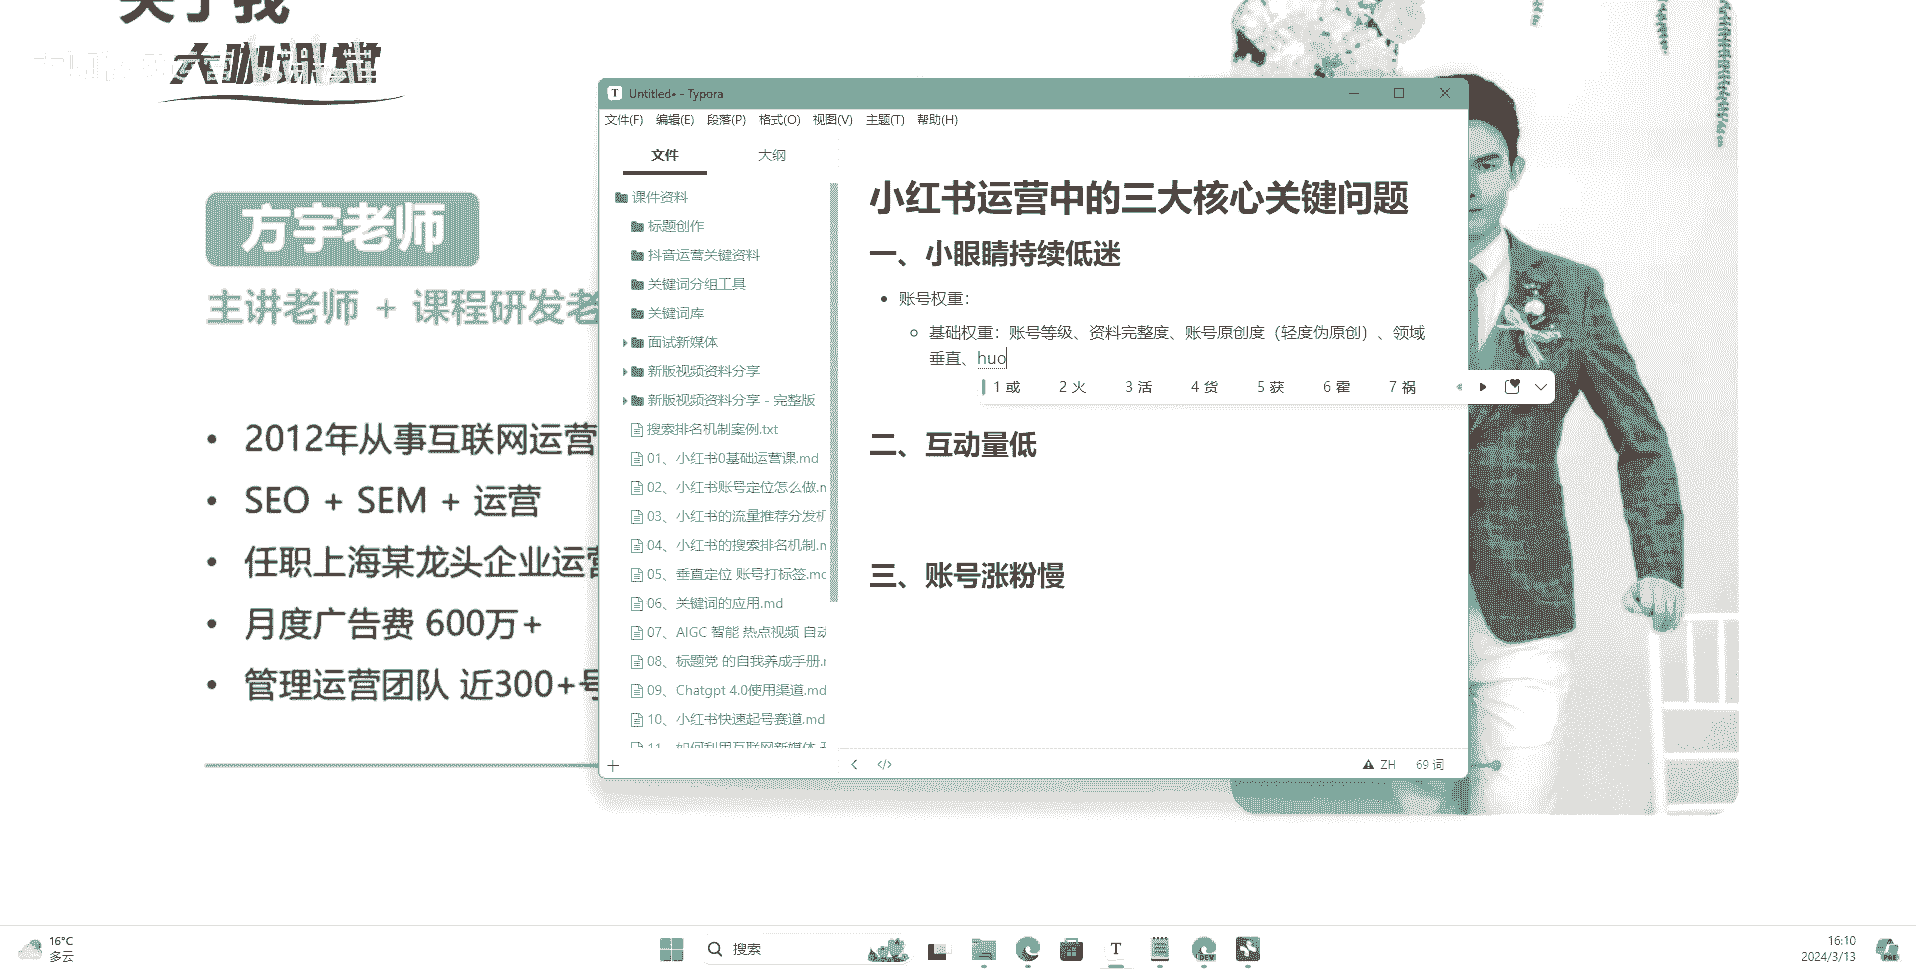 关于我
大咖课堂
方宇老师
主讲老师 + 课程研发老
• 2012年从事互联网运营
• SEO + SEM + 运营
• 任职上海某龙头企业运营
• 月度广告费 600万+
• 管理运营团队 近300+号
Untitled• - Typora
文件(F) 编辑(E) 段落(P) 格式(O) 视图(V) 主题(T) 帮助(H)
文件 大纲
课件资料
标题创作
抖音运营关键资料
关键词分组工具
关键词库
面试新媒体
新版视频资料分享
新版视频资料分享 - 完整版
搜索排名机制案例.txt
01、小红书0基础运营课.md
02、小红书账号定位怎么做.m
03、小红书的流量推荐分发机
04、小红书的搜索排名机制.m
05、垂直定位 账号打标签.md
06、关键词的应用.md
07、AIGC 智能 热点视频 自动
08、标题党 的自我养成手册.m
09、Chatgpt 4.0使用渠道.md
10、小红书快速起号赛道.md
11、如何利用互联网新媒体
小红书运营中的三大核心关键问题
一、小眼睛持续低迷
• 账号权重：
基础权重：账号等级、资料完整度、账号原创度（轻度伪原创）、领域
垂直、huo
1 或 2 火 3 活 4 货 5 获 6 霍 7 祸
二、互动量低
三、账号涨粉慢
ZH 69 词
16°C
多云
搜索
T
DEV
PRE
16:10
2024/3/13